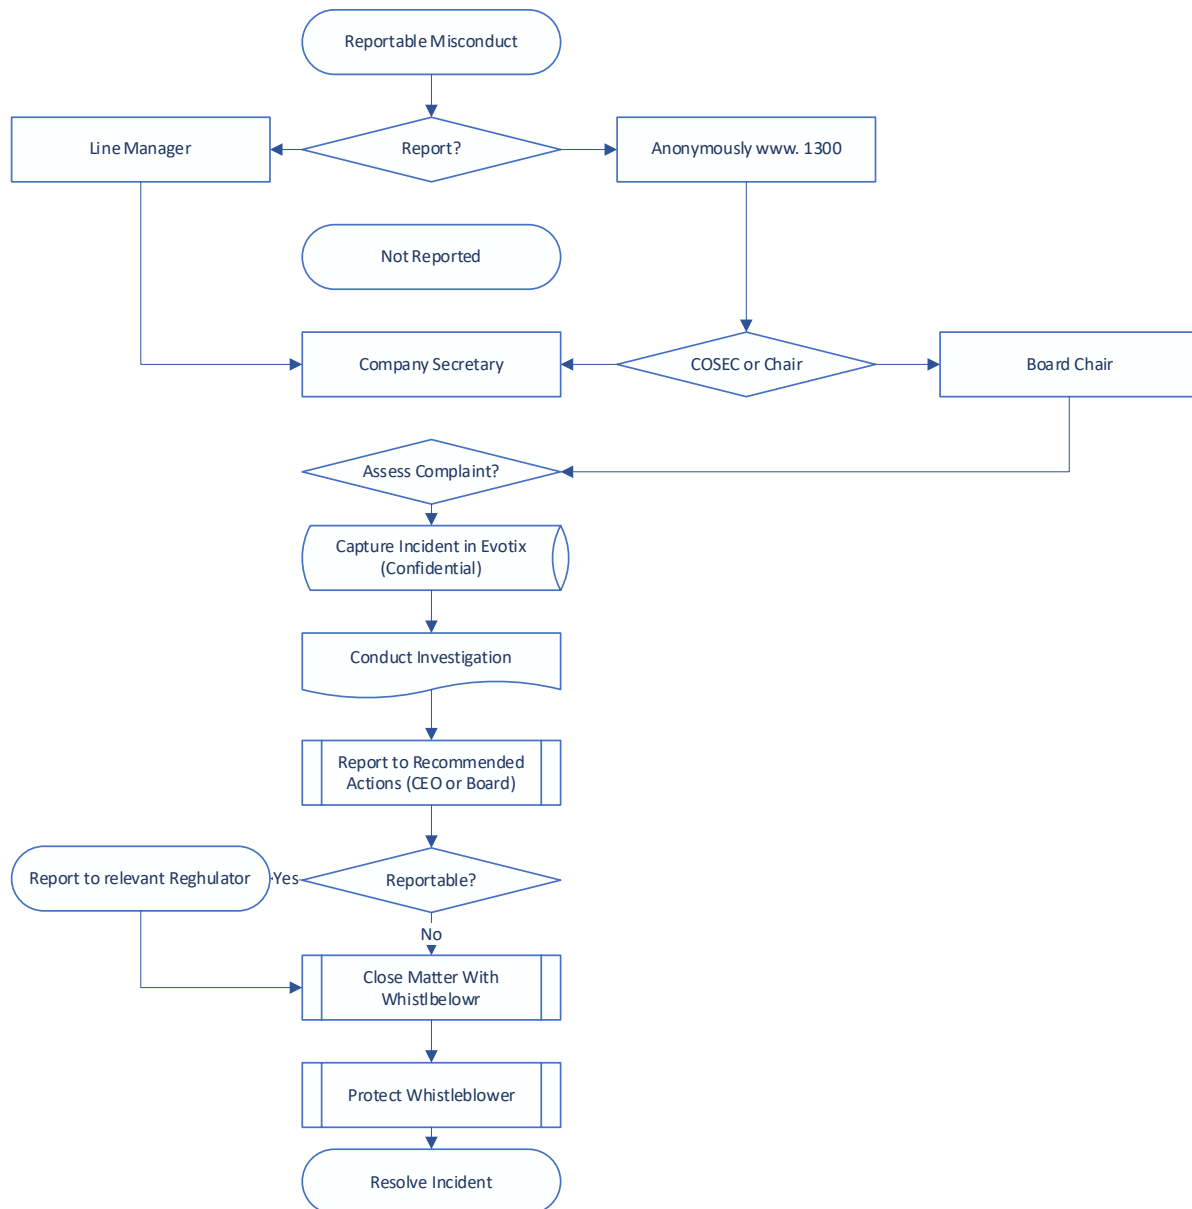 Reportable Misconduct
Line Manager
Report?
Anonymously www. 1300
Not Reported
Company Secretary
COSEC or Chair
Board Chair
Assess Complaint?
Capture Incident in Evotix
(Confidential)
Conduct Investigation
Report to Recommended
Actions (CEO or Board)
Report to relevant Reghulator
Yes
Reportable?
No
Close Matter With
Whistlbelowr
Protect Whistleblower
Resolve Incident